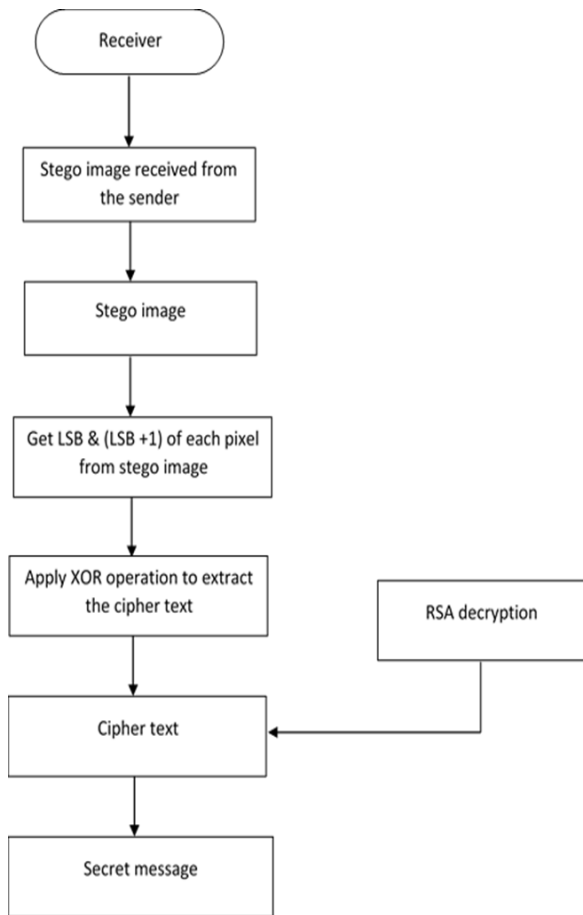 Receiver
Stego image received from
the sender
Stego image
Get LSB & (LSB +1) of each pixel
from stego image
Apply XOR operation to extract
the cipher text
RSA decryption
Cipher text
Secret message